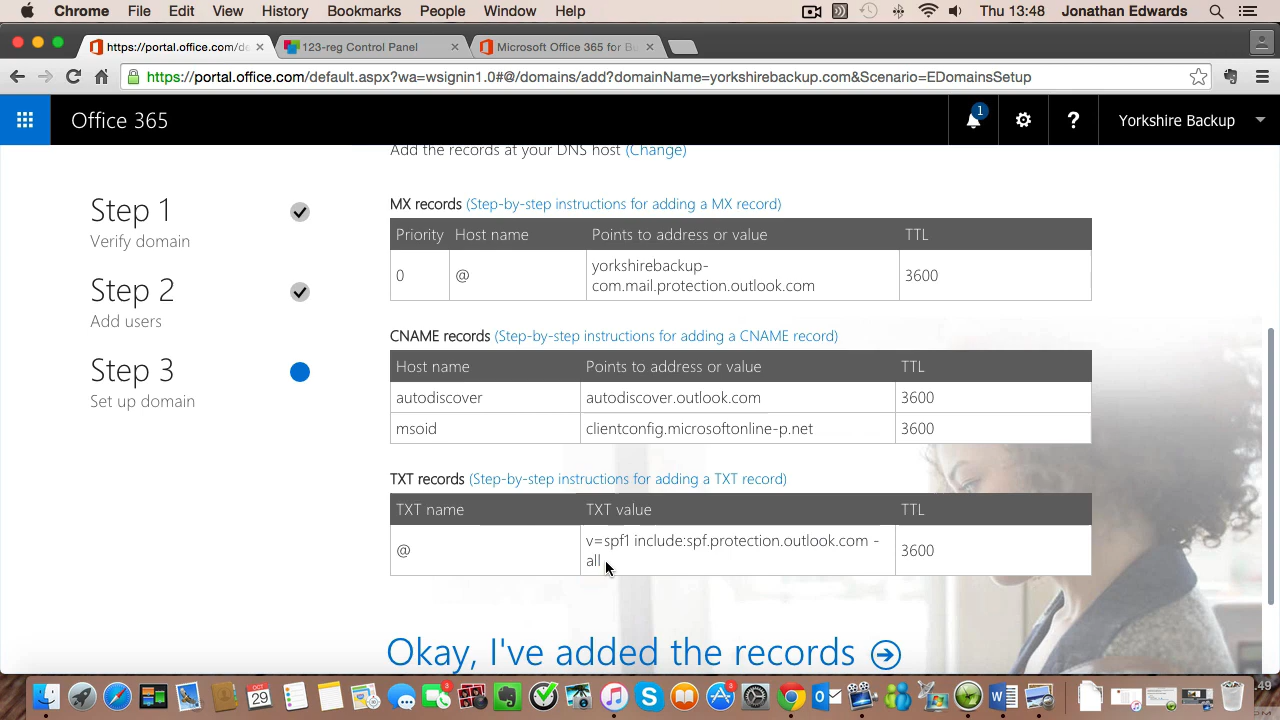 Chrome File Edit View History Bookmarks People Window Help Thu 13:48 Jonathan Edwards
https://portal.office.com/de 123-reg Control Panel Microsoft Office 365 for Bu
https://portal.office.com/default.aspx?wa=wsignin1.0#@/domains/add?domainName=yorkshirebackup.com&Scenario=EDomainsSetup
Office 365 1 ? Yorkshire Backup
Add the records at your DNS host (Change)
Step 1
Verify domain
Step 2
Add users
Step 3
Set up domain
MX records (Step-by-step instructions for adding a MX record)
Priority Host name Points to address or value TTL
0 @ yorkshirebackup-
com.mail.protection.outlook.com 3600
CNAME records (Step-by-step instructions for adding a CNAME record)
Host name Points to address or value TTL
autodiscover autodiscover.outlook.com 3600
msoid clientconfig.microsoftonline-p.net 3600
TXT records (Step-by-step instructions for adding a TXT record)
TXT name TXT value TTL
@ v=spf1 include:spf.protection.outlook.com -
all 3600
Okay, I've added the records
OCT
29
3
3